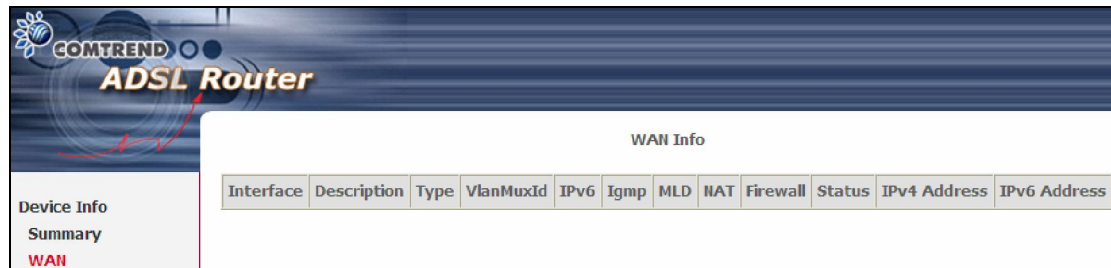 COMTREND
ADSL Router
WAN Info
Interface Description Type VlanMuxId IPv6 Igmp MLD NAT Firewall Status IPv4 Address IPv6 Address
Device Info
Summary
WAN